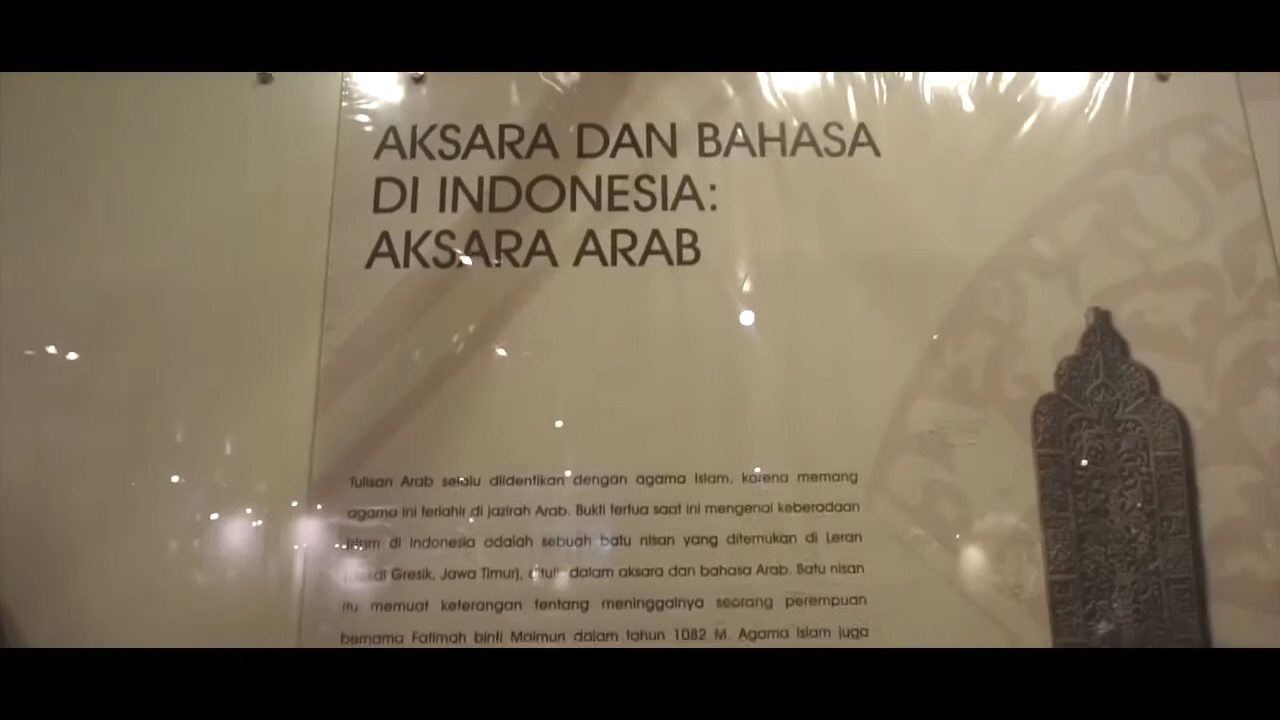 AKSARA DAN BAHASA
DI INDONESIA:
AKSARA ARAB
Tulisan Arab selalu diidentikan dengan agama Islam, karena memang
agama ini terlahir di jazirah Arab. Bukti tertua saat ini mengenai keberadaan
Islam di Indonesia adalah sebuah batu nisan yang ditemukan di Leran
Gresik, Jawa Timur), dalam aksara dan bahasa Arab. Batu nisan
itu memuat keterangan tentang meninggalnya seorang perempuan
bernama Fatimah binti Maimun dalam tahun 1082 M. Agama Islam juga